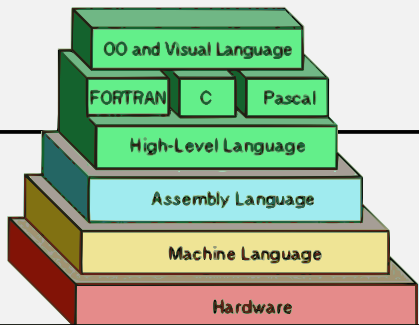 OO and Visual Language
FORTRAN C Pascal
High-Level Language
Assembly Language
Machine Language
Hardware